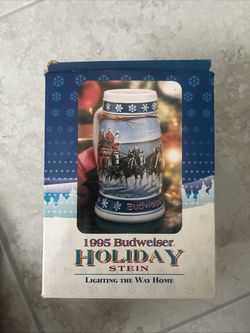 Budweiser
1995 Budweiser
HOLIDAY
STEIN
LIGHTING THE WAY HOME